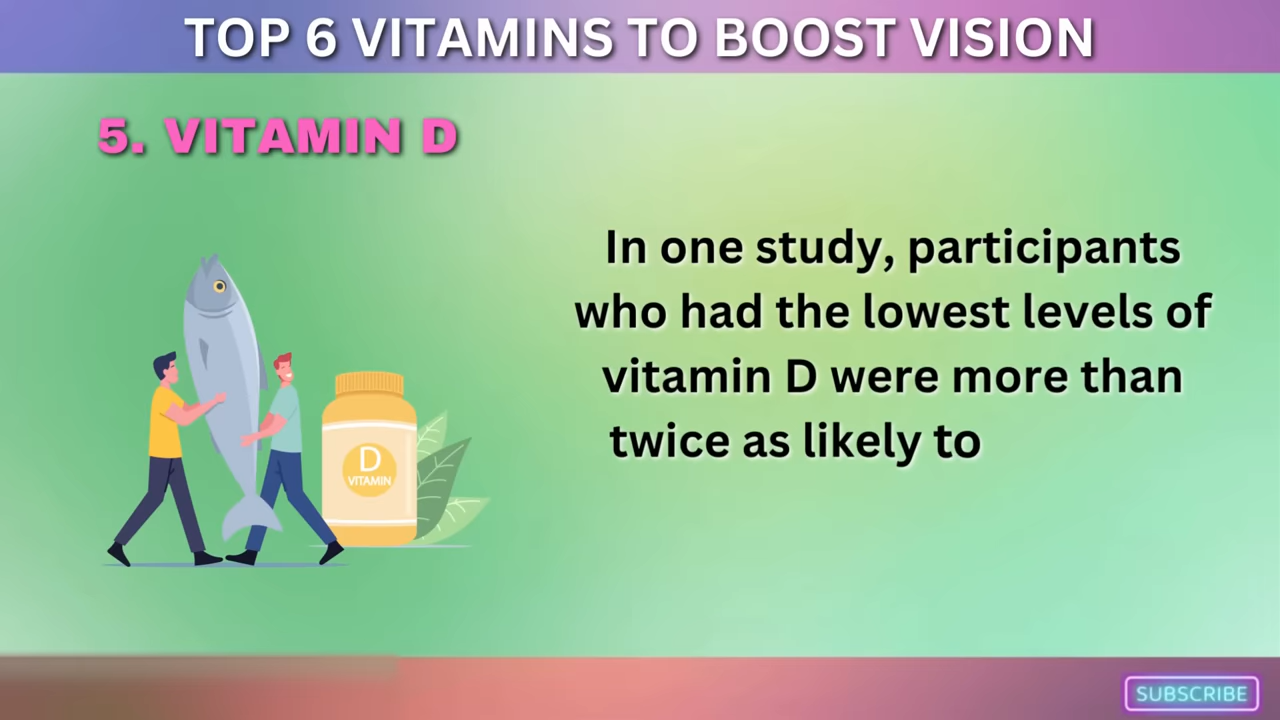 TOP 6 VITAMINS TO BOOST VISION
5. VITAMIN D
In one study, participants
who had the lowest levels of
vitamin D were more than
twice as likely to
D
VITAMIN
SUBSCRIBE